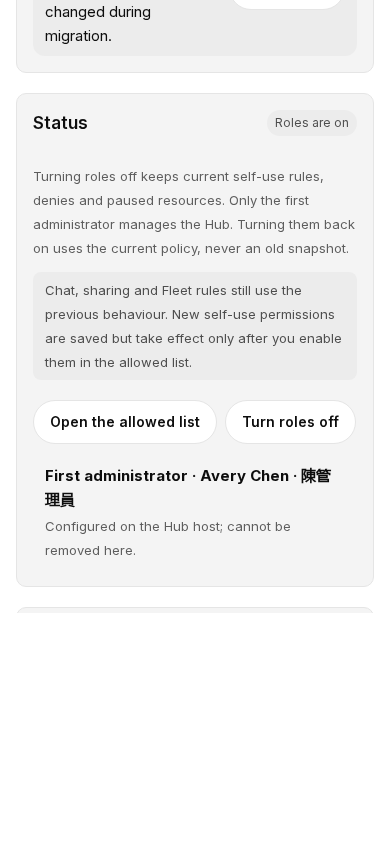 changed during
migration.
Status
Roles are on
Turning roles off keeps current self-use rules,
denies and paused resources. Only the first
administrator manages the Hub. Turning them back
on uses the current policy, never an old snapshot.
Chat, sharing and Fleet rules still use the
previous behaviour. New self-use permissions
are saved but take effect only after you enable
them in the allowed list.
Open the allowed list
Turn roles off
First administrator · Avery Chen · 陳管
理員
Configured on the Hub host; cannot be
removed here.